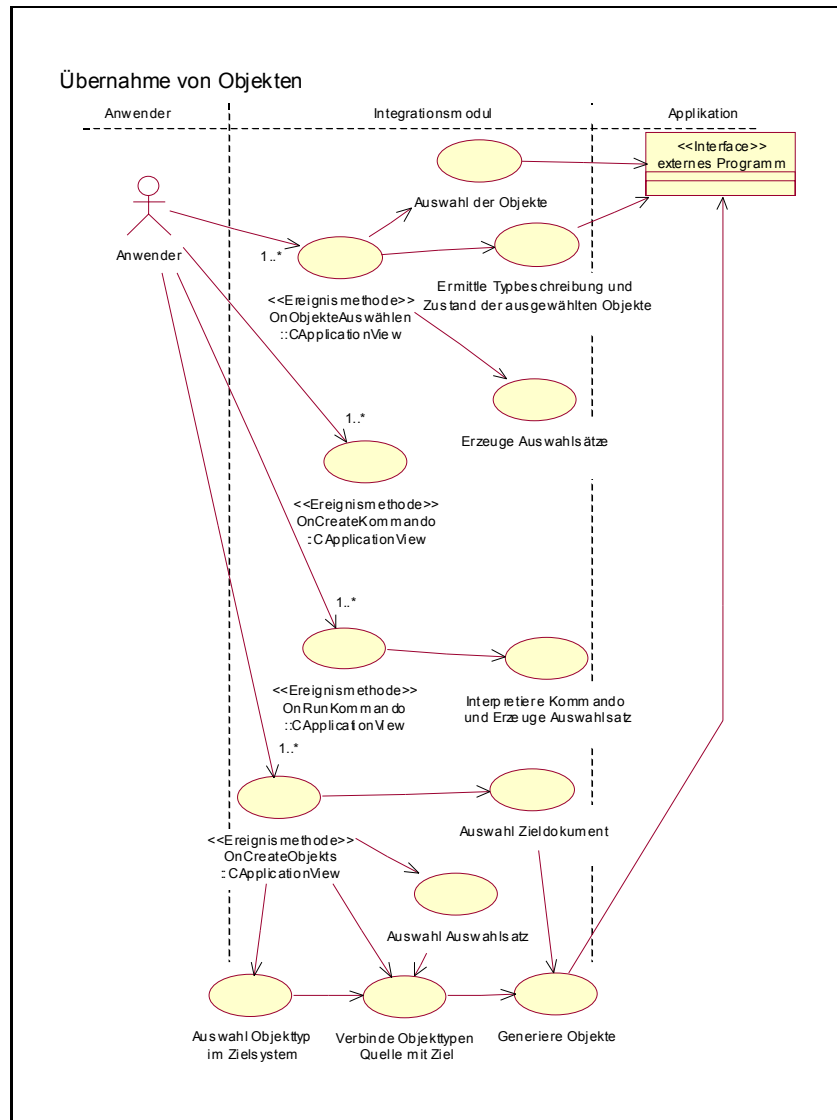 Übernahme von Objekten
Anwender
Integrationsmodul
Applikation
<<Interface>>
externes Programm
Auswahl der Objekte
Anwender
1..*
Ermittle Typbeschreibung und
Zustand der ausgewählten Objekte
<<Ereignismethode>>
OnObjekteAuswählen
::CApplicationView
1..*
Erzeuge Auswahlsätze
<<Ereignismethode>>
OnCreateKommando
::CApplicationView
1..*
<<Ereignismethode>>
OnRunKommando
::CApplicationView
Interpretiere Kommando
und Erzeuge Auswahlsatz
1..*
Auswahl Zieldokument
<<Ereignismethode>>
OnCreateObjekts
::CApplicationView
Auswahl Auswahlsatz
Auswahl Objekttyp
im Zielsystem
Verbinde Objekttypen
Quelle mit Ziel
Generiere Objekte